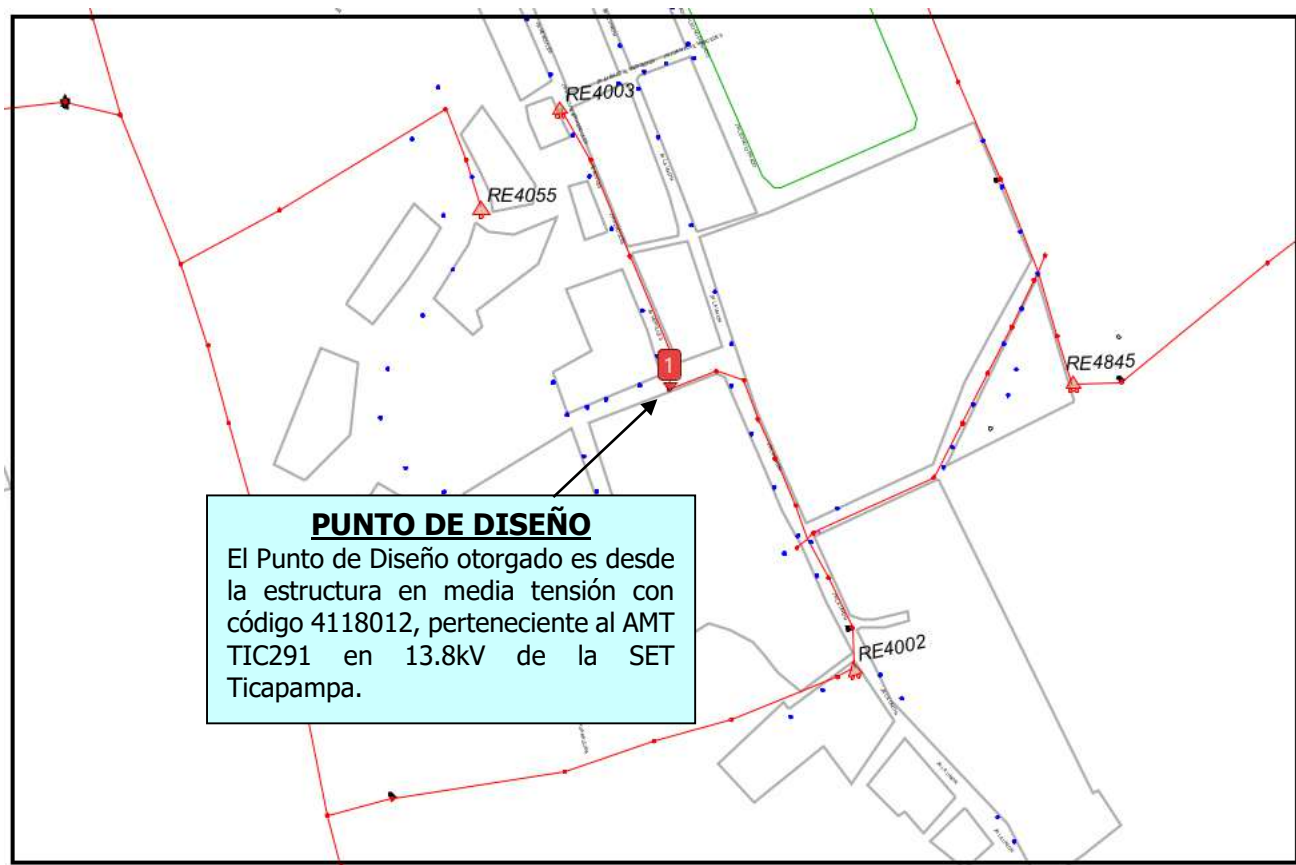 RE4003
RE4055
RE4845
1
PUNTO DE DISEÑO
El Punto de Diseño otorgado es desde
la estructura en media tensión con
código 4118012, perteneciente al AMT
TIC291 en 13.8kV de la SET
Ticapampa.
RE4002